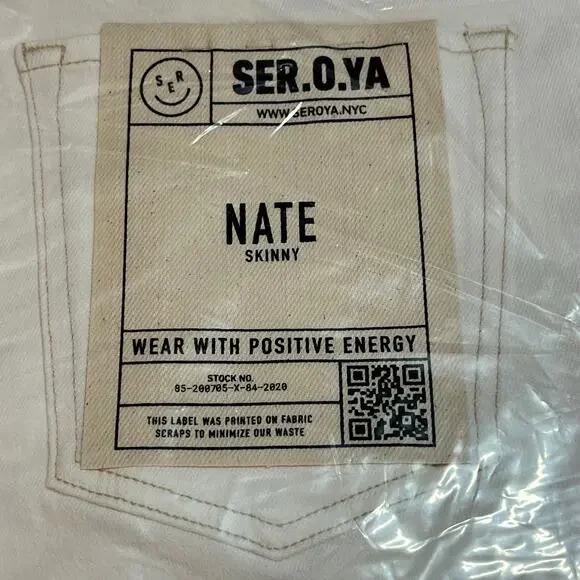 SER
SER.O.YA
WWW.SEROYA.NYC
NATE
SKINNY
WEAR WITH POSITIVE ENERGY
STOCK NO.
85-200705-X-84-2020
THIS LABEL WAS PRINTED ON FABRIC
SCRAPS TO MINIMIZE OUR WASTE